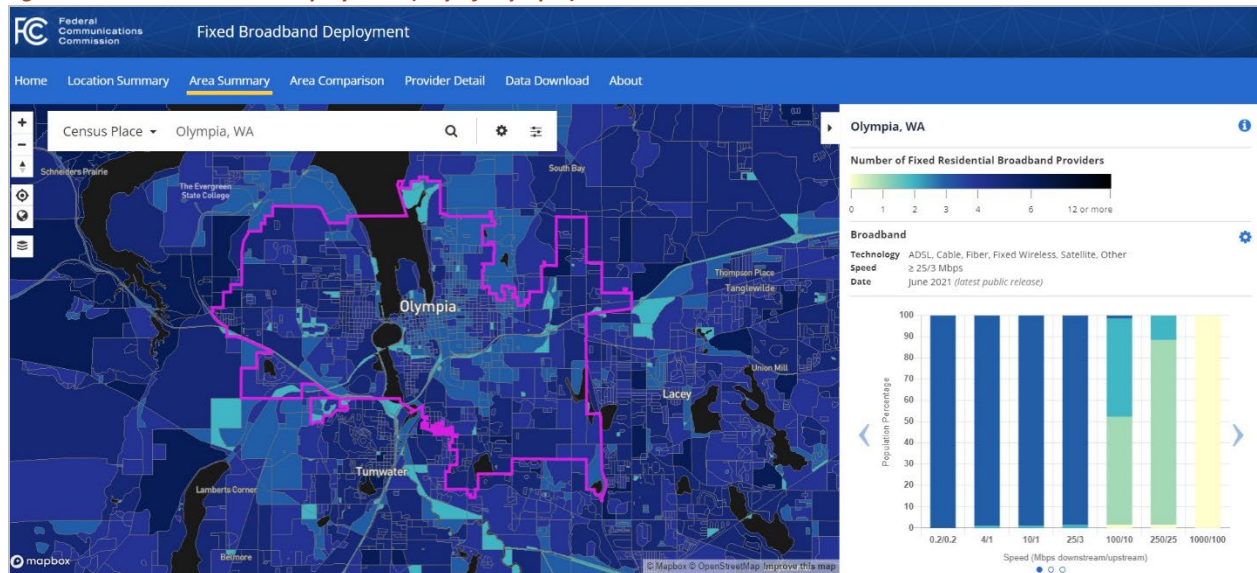 Federal
Communications
Commission
Fixed Broadband Deployment
Home Location Summary Area Summary Area Comparison Provider Detail Data Download About
Census Place Olympia, WA
Schneiders Prairie
The Evergreen
State College
South Bay
Thompson Place
Tanglewilde
Olympia
Union Mill
Lacey
Tumwater
Lamberts Corner
Belmore
mapbox
© Mapbox © OpenStreetMap Improve this map
Olympia, WA
Number of Fixed Residential Broadband Providers
0 1 2 3 4 6 12 or more
Broadband
Technology ADSL, Cable, Fiber, Fixed Wireless, Satellite, Other
Speed ≥ 25/3 Mbps
Date June 2021 (latest public release)
Population Percentage
100
90
80
70
60
50
40
30
20
10
0
0.2/0.2 4/1 10/1 25/3 100/10 250/25 1000/100
Speed (Mbps downstream/upstream)